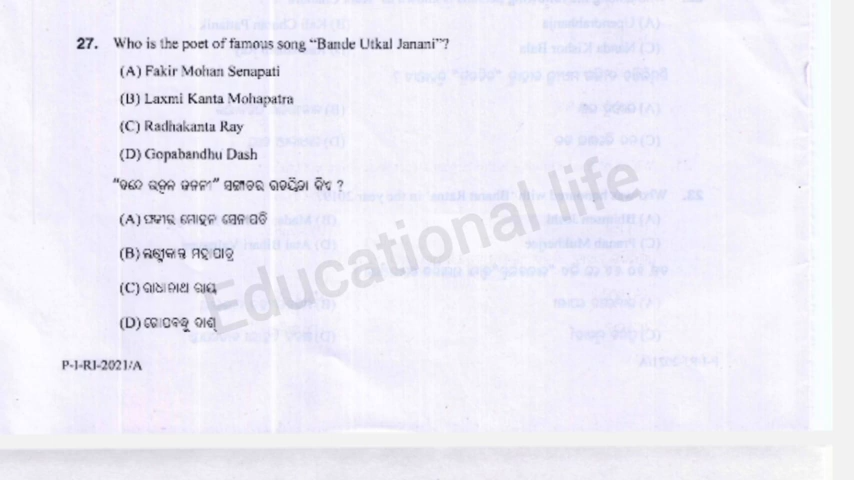 27. Who is the poet of famous song “Bande Utkal Janani”?
(A) Fakir Mohan Senapati
(B) Laxmi Kanta Mohapatra
(C) Radhakanta Ray
(D) Gopabandhu Dash
“ବନ୍ଦେ ଉତ୍କଳ ଜନନୀ” ସଙ୍ଗୀତର ରଚୟିତା କିଏ ?
(A) ଫକୀର ମୋହନ ସେନାପତି
(B) ଲକ୍ଷ୍ମୀକାନ୍ତ ମହାପାତ୍ର
(C) ରାଧାନାଥ ରାୟ
(D) ଗୋପବନ୍ଧୁ ଦାଶ୍
P-I-RI-2021/A
Educational life